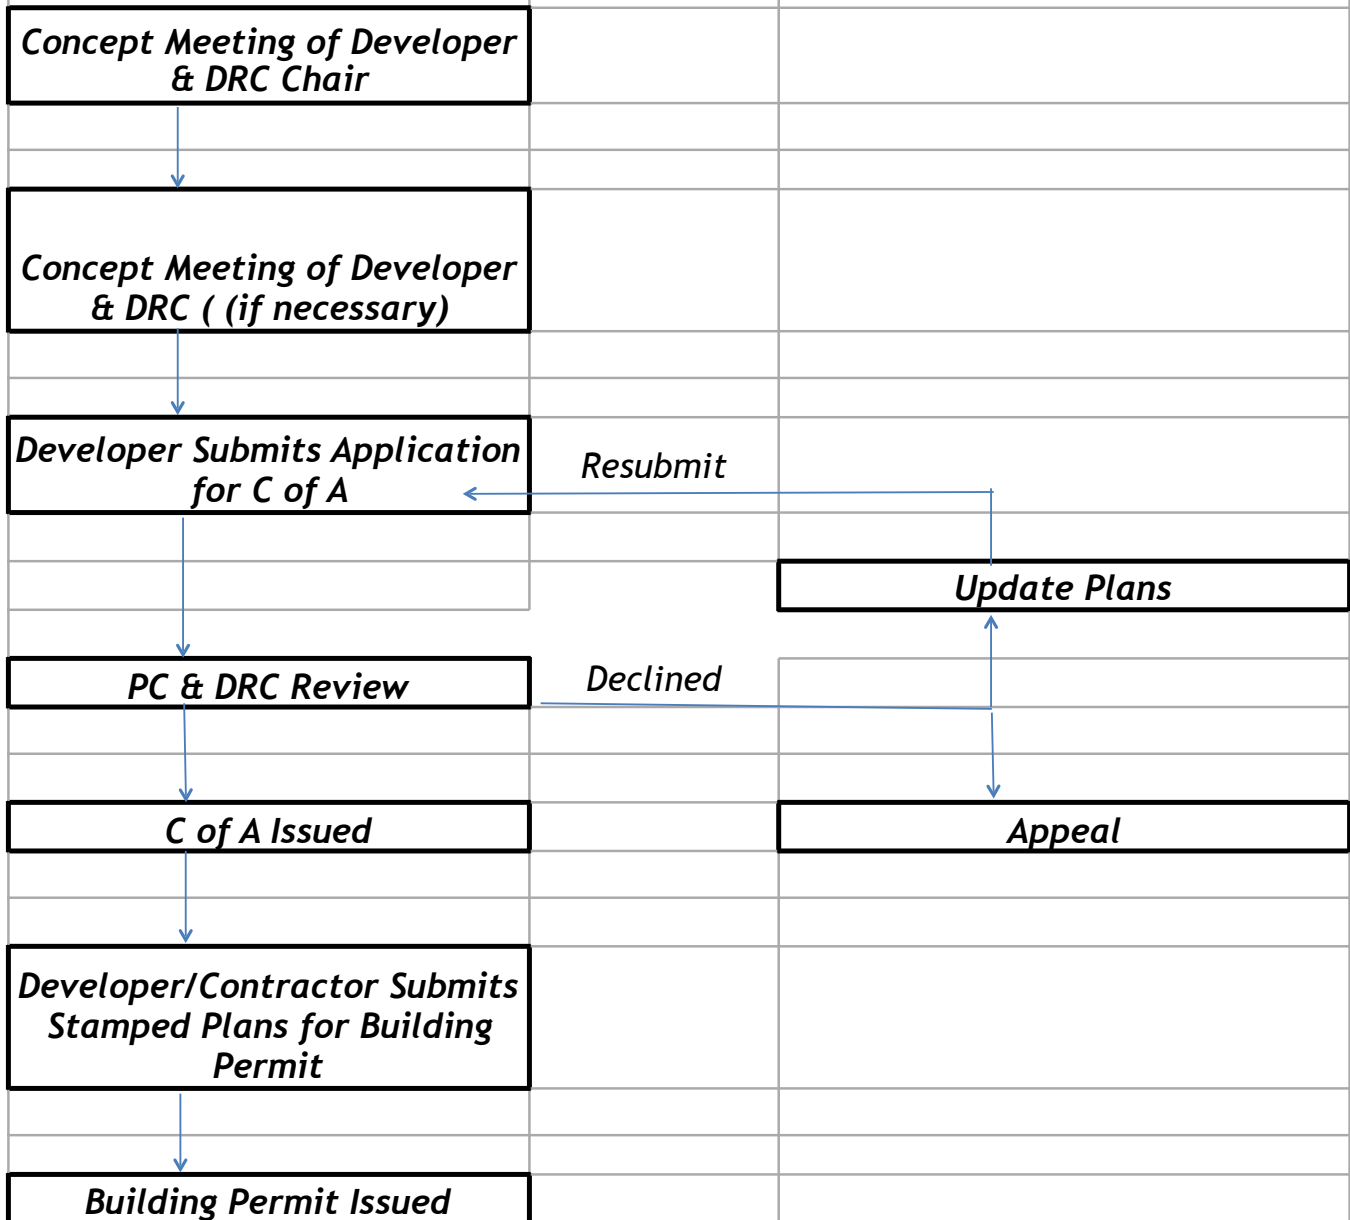 Concept Meeting of Developer
& DRC Chair
Concept Meeting of Developer
& DRC ( (if necessary)
Developer Submits Application
for C of A
Resubmit
Update Plans
PC & DRC Review
Declined
C of A Issued
Appeal
Developer/Contractor Submits
Stamped Plans for Building
Permit
Building Permit Issued